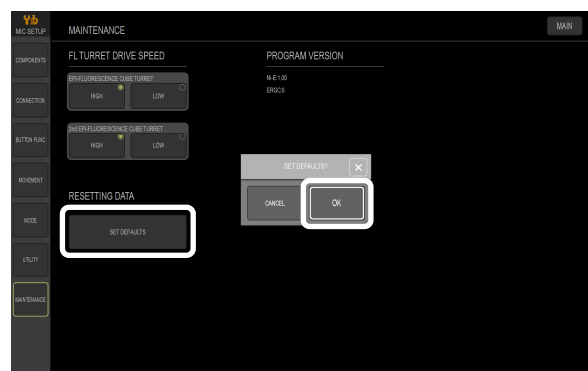 MIC SETUP
MAINTENANCE
MAIN
COMPONENTS
CONNECTION
BUTTON FUNC.
MOVEMENT
MODE
UTILITY
MAINTENANCE
FL TURRET DRIVE SPEED
EPI-FLUORESCENCE CUBE TURRET
HIGH
LOW
2nd EPI-FLUORESCENCE CUBE TURRET
HIGH
LOW
RESETTING DATA
SET DEFAULTS
PROGRAM VERSION
Ni-E:1.00
ERGC:0
SET DEFAULTS?
CANCEL
OK